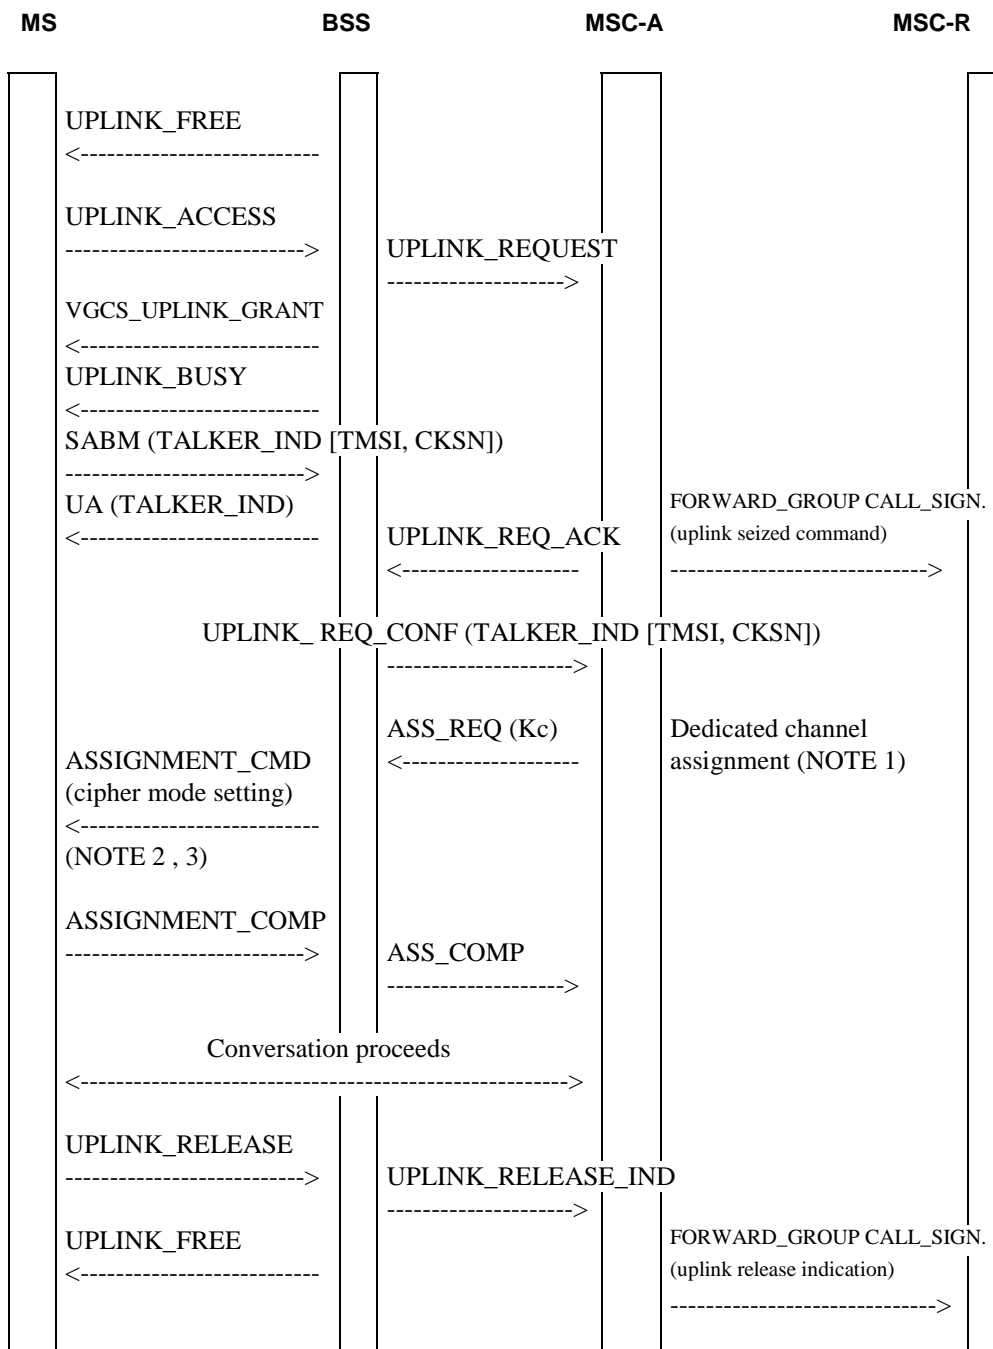 MS BSS MSC-A MSC-R
UPLINK_FREE
<---------------------------
UPLINK_ACCESS
---------------------------> UPLINK_REQUEST
-------------------->
VGCS_UPLINK_GRANT
<---------------------------
UPLINK_BUSY
<---------------------------
SABM (TALKER_IND [TMSI, CKSN])
--------------------------->
UA (TALKER_IND) FORWARD_GROUP CALL_SIGN.
<--------------------------- UPLINK_REQ_ACK (uplink seized command)
<-------------------- ----------------------------->
UPLINK_ REQ_CONF (TALKER_IND [TMSI, CKSN])
--------------------->
ASS_REQ (Kc) Dedicated channel
ASSIGNMENT_CMD <-------------------- assignment (NOTE 1)
(cipher mode setting)
<---------------------------
(NOTE 2 , 3)
ASSIGNMENT_COMP
---------------------------> ASS_COMP
-------------------->
Conversation proceeds
<------------------------------------------------------->
UPLINK_RELEASE
---------------------------> UPLINK_RELEASE_IND
--------------------->
UPLINK_FREE FORWARD_GROUP CALL_SIGN.
<--------------------------- (uplink release indication)
------------------------------>